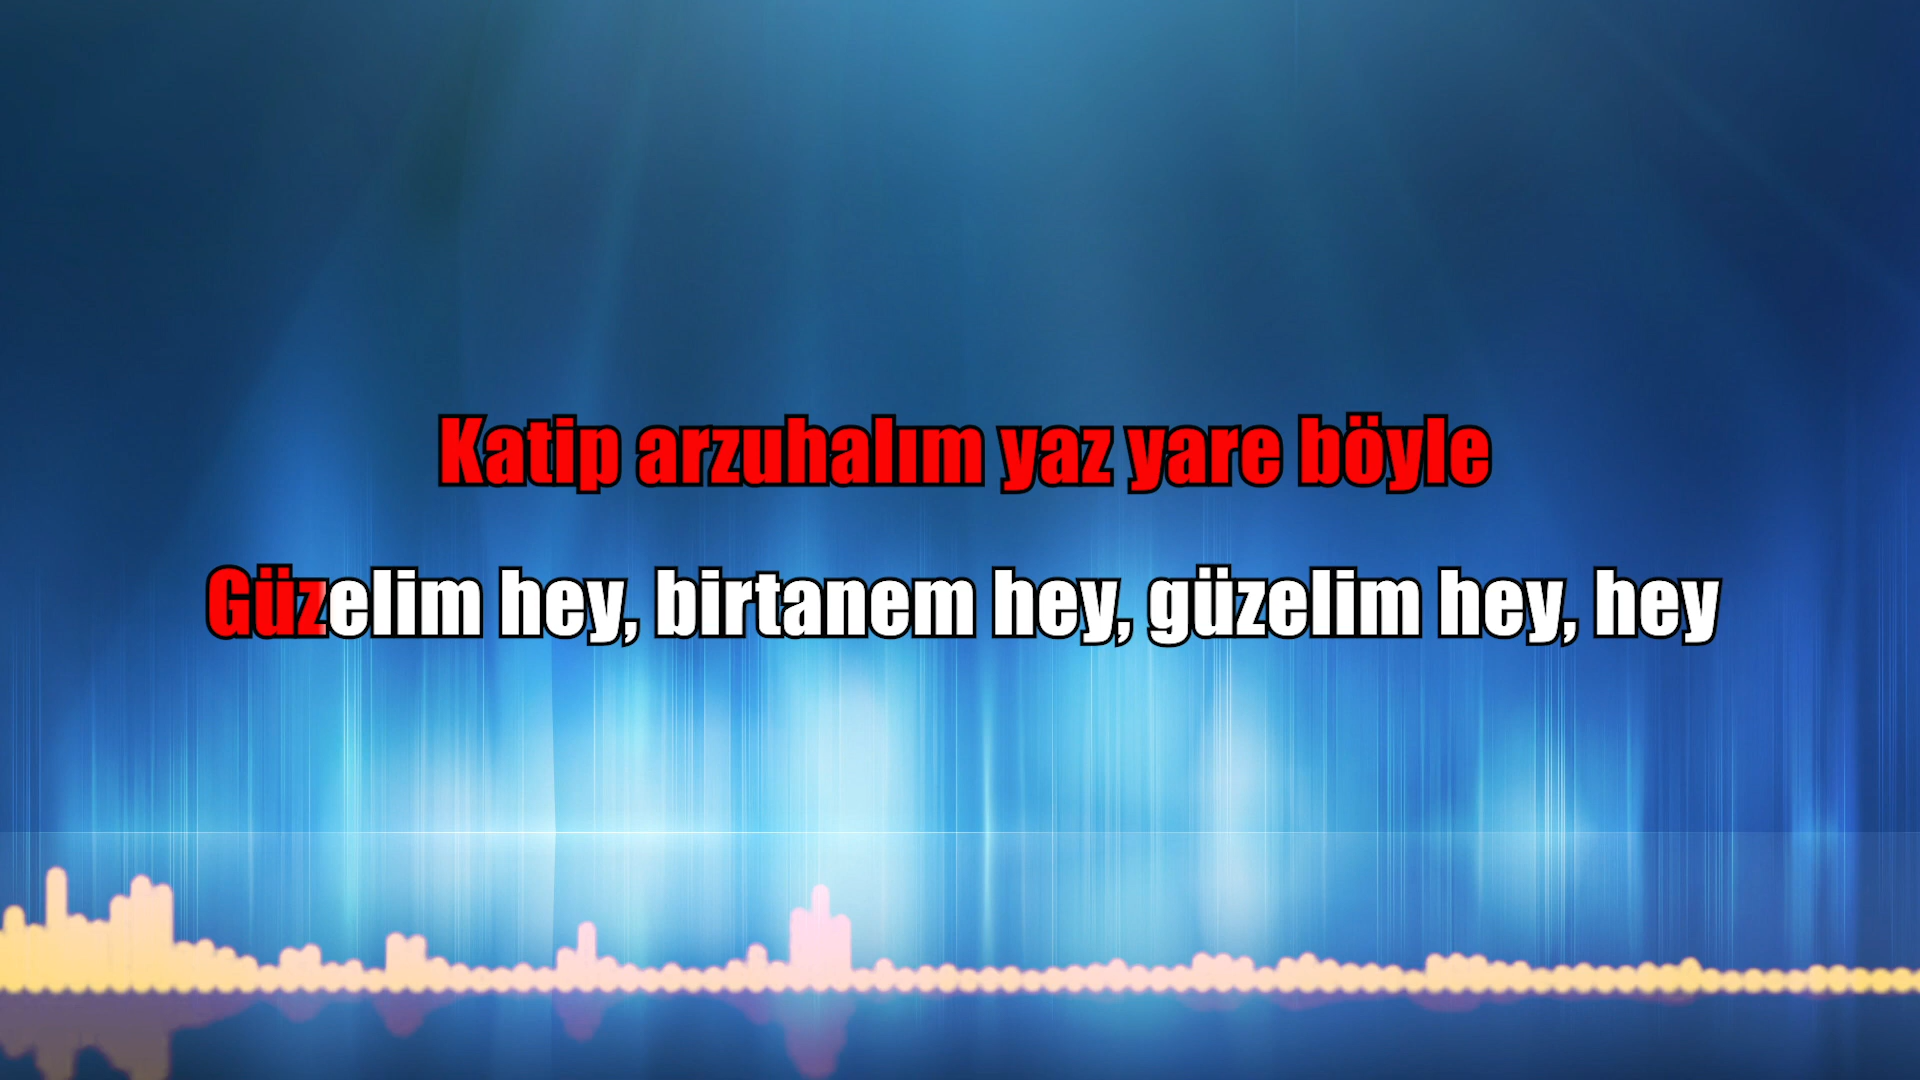 Katip arzuhalım yaz yare böyle
Güzelim hey, birtanem hey, güzelim hey, hey